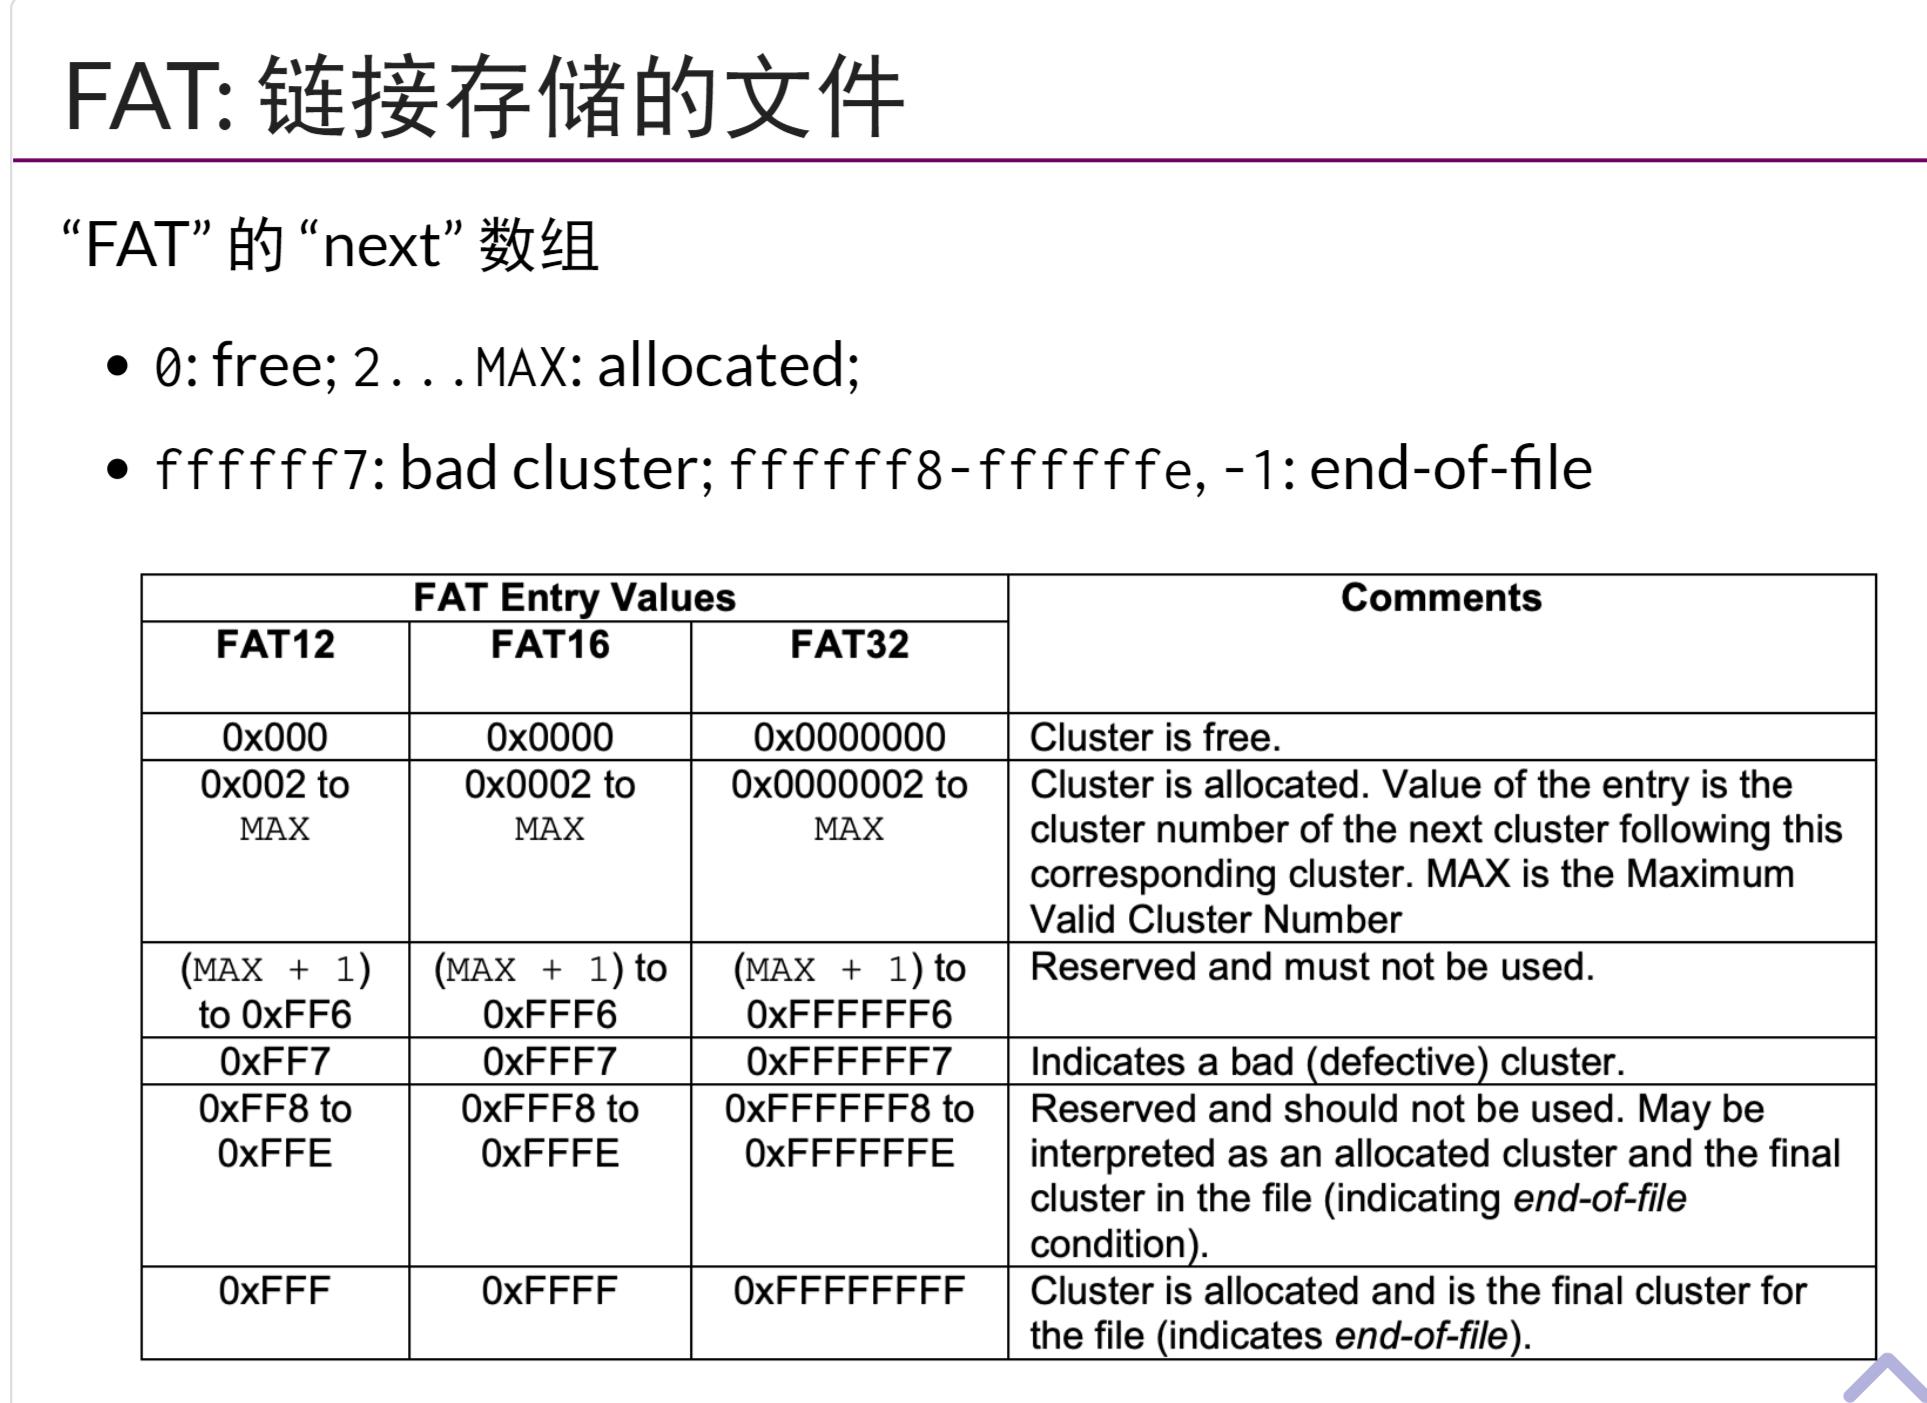 FAT: 链接存储的文件
“FAT” 的 “next” 数组
0: free; 2...MAX: allocated;
ffffff7: bad cluster; ffffff8-ffffffe, -1: end-of-file
FAT Entry Values
Comments
FAT12
FAT16
FAT32
0x000
0x0000
0x0000000
Cluster is free.
0x002 to
MAX
0x0002 to
MAX
0x0000002 to
MAX
Cluster is allocated. Value of the entry is the
cluster number of the next cluster following this
corresponding cluster. MAX is the Maximum
Valid Cluster Number
(MAX + 1)
to 0xFF6
(MAX + 1) to
0xFFF6
(MAX + 1) to
0xFFFFFF6
Reserved and must not be used.
0xFF7
0xFFF7
0xFFFFFF7
Indicates a bad (defective) cluster.
0xFF8 to
0xFFE
0xFFF8 to
0xFFFE
0xFFFFFF8 to
0xFFFFFFE
Reserved and should not be used. May be
interpreted as an allocated cluster and the final
cluster in the file (indicating end-of-file
condition).
0xFFF
0xFFFF
0xFFFFFFFF
Cluster is allocated and is the final cluster for
the file (indicates end-of-file).